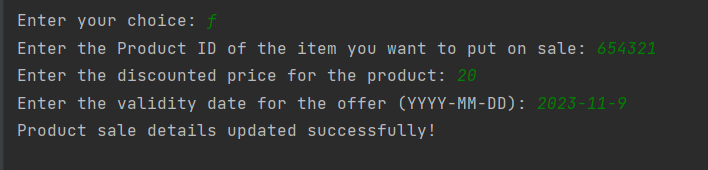 Enter your choice: f
Enter the Product ID of the item you want to put on sale: 654321
Enter the discounted price for the product: 20
Enter the validity date for the offer (YYYY-MM-DD): 2023-11-9
Product sale details updated successfully!